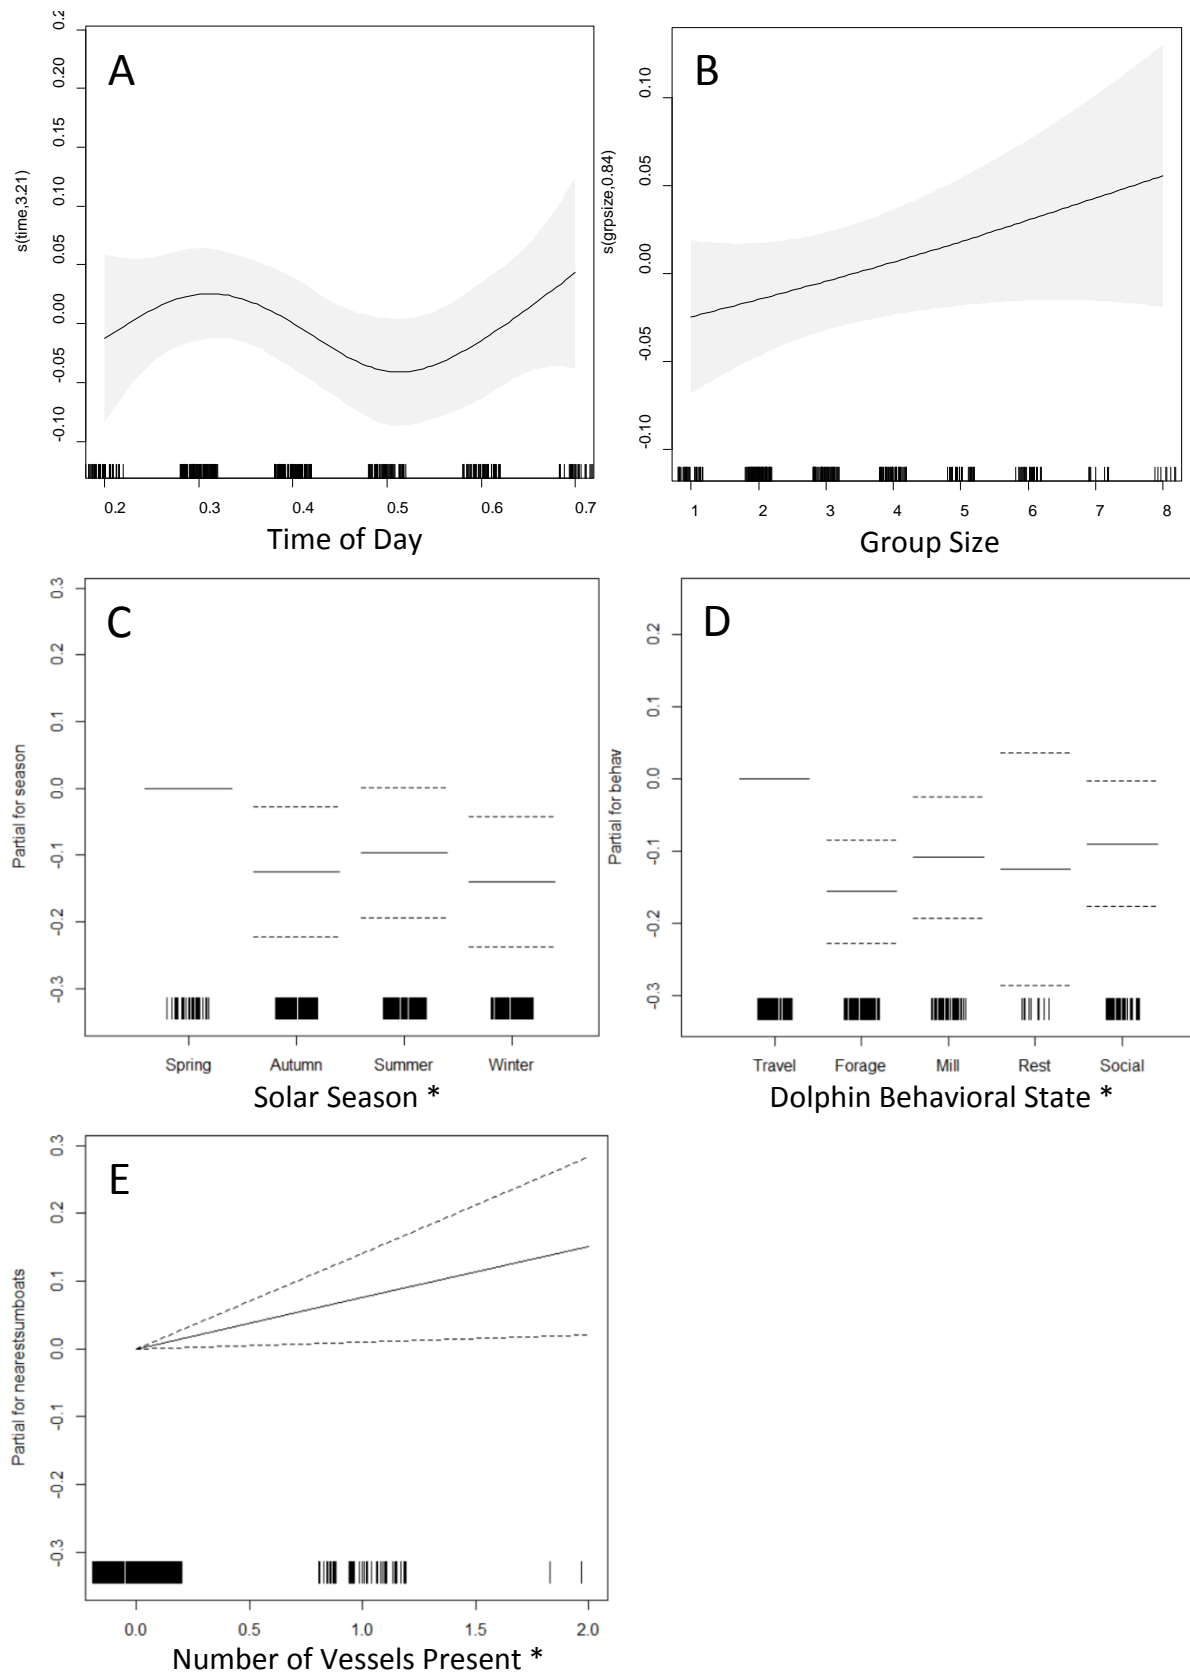 A
s(time,3.21)
0.2
0.20
0.15
0.10
0.05
0.00
-0.05
-0.10
0.2 0.3 0.4 0.5 0.6 0.7
Time of Day
B
s(grpsize,0.84)
0.10
0.05
0.00
-0.05
-0.10
1 2 3 4 5 6 7 8
Group Size
C
Partial for season
0.3
0.2
0.1
0.0
-0.1
-0.2
-0.3
Spring Autumn Summer Winter
Solar Season *
D
Partial for behav
0.2
0.1
0.0
-0.1
-0.2
-0.3
Travel Forage Mill Rest Social
Dolphin Behavioral State *
E
Partial for nearestsumboats
0.3
0.2
0.1
0.0
-0.1
-0.2
-0.3
0.0 0.5 1.0 1.5 2.0
Number of Vessels Present *